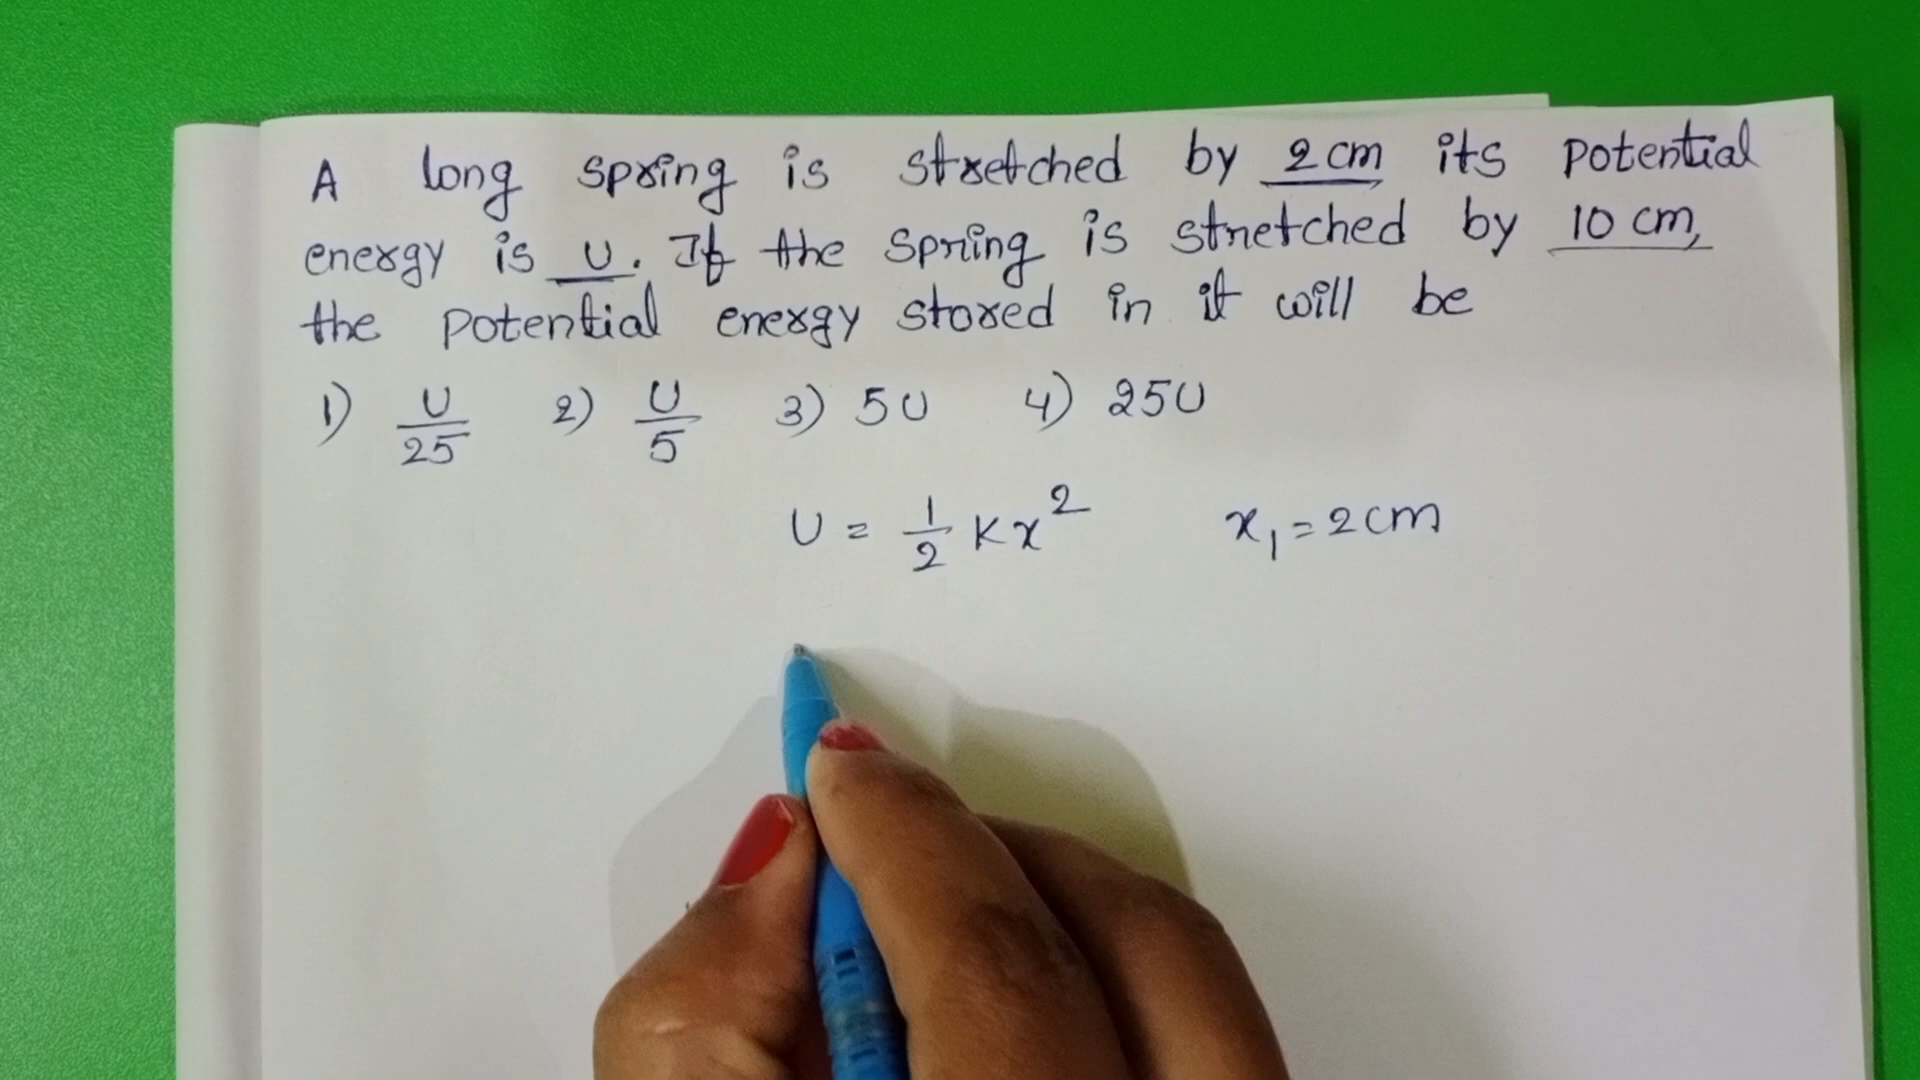 A long spring is stretched by 2 cm its potential
energy is U. If the spring is stretched by 10 cm,
the potential energy stored in it will be
1) U/25 2) U/5 3) 5U 4) 25U
U = 1/2 Kx² x₁ = 2cm